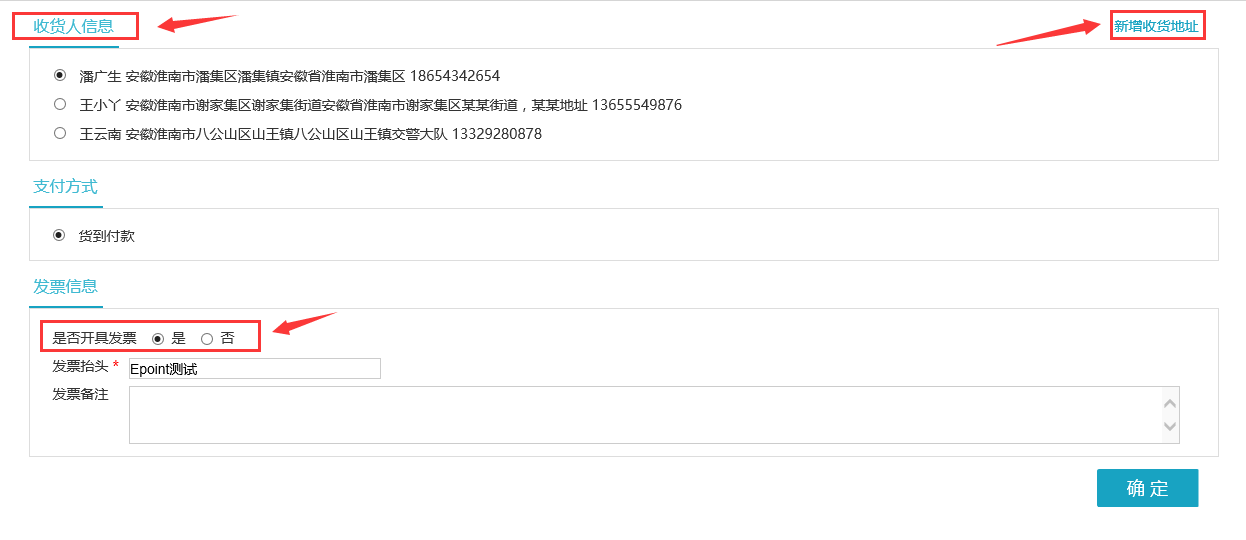 收货人信息 新增收货地址
潘广生 安徽淮南市潘集区潘集镇安徽省淮南市潘集区 18654342654
王小丫 安徽淮南市谢家集区谢家集街道安徽省淮南市谢家集区某某街道，某某地址 13655549876
王云南 安徽淮南市八公山区山王镇八公山区山王镇交警大队 13329280878
支付方式
货到付款
发票信息
是否开具发票 是 否
发票抬头 * Epoint测试
发票备注
确 定